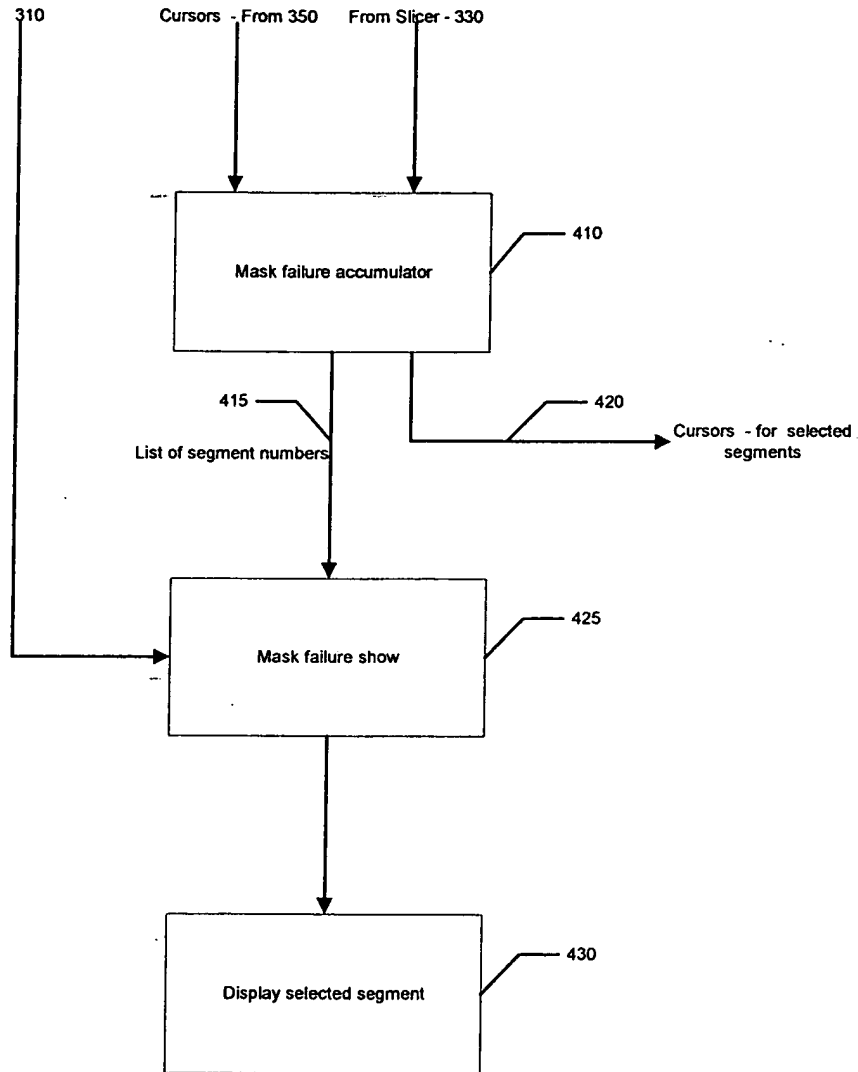 310
Cursors - From 350
From Slicer - 330
410
Mask failure accumulator
415
420
Cursors - for selected
segments
List of segment numbers
425
Mask failure show
430
Display selected segment